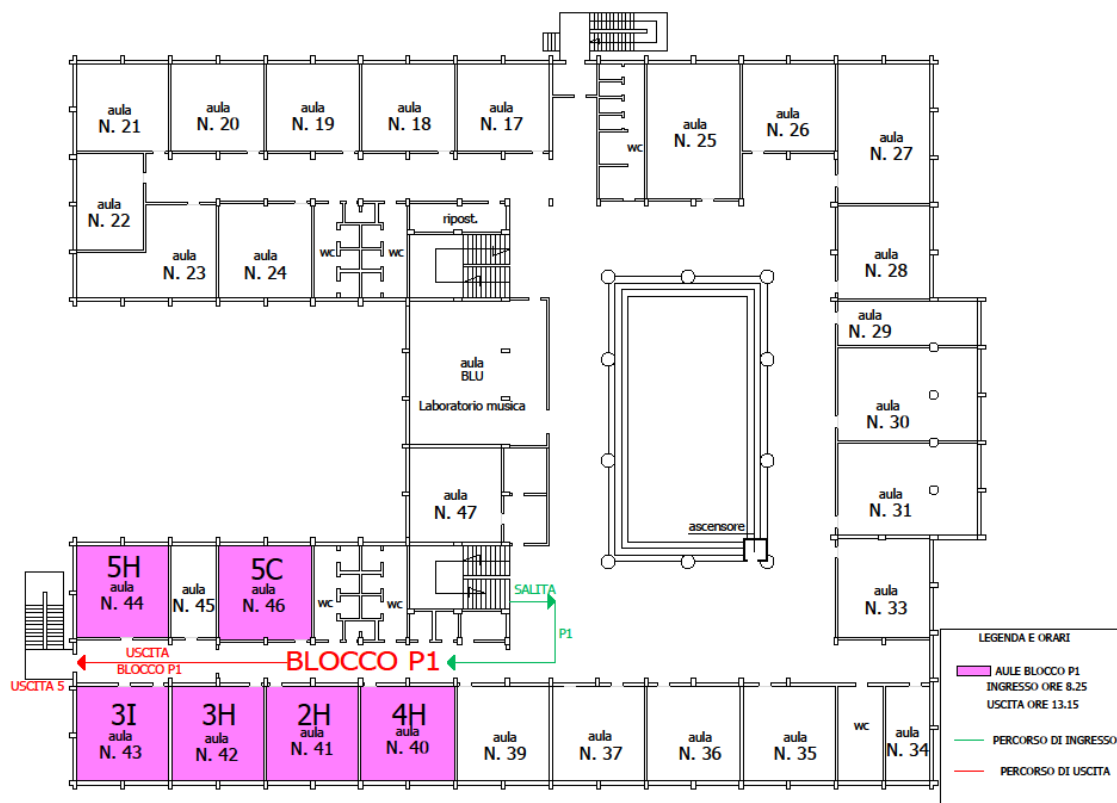 aula
N. 21
aula
N. 20
aula
N. 19
aula
N. 18
aula
N. 17
wc
aula
N. 25
aula
N. 26
aula
N. 27
aula
N. 22
aula
N. 23
aula
N. 24
wc
wc
ripost.
aula
N. 28
aula
N. 29
aula
BLU
Laboratorio musica
aula
N. 30
aula
N. 47
aula
N. 31
ascensore
5H
aula
N. 44
aula
N. 45
5C
aula
N. 46
wc
wc
SALITA
P1
aula
N. 33
USCITA
BLOCCO P1
BLOCCO P1
USCITA 5
3I
aula
N. 43
3H
aula
N. 42
2H
aula
N. 41
4H
aula
N. 40
aula
N. 39
aula
N. 37
aula
N. 36
aula
N. 35
wc
aula
N. 34
LEGENDA E ORARI
AULE BLOCCO P1
INGRESSO ORE 8.25
USCITA ORE 13.15
PERCORSO DI INGRESSO
PERCORSO DI USCITA